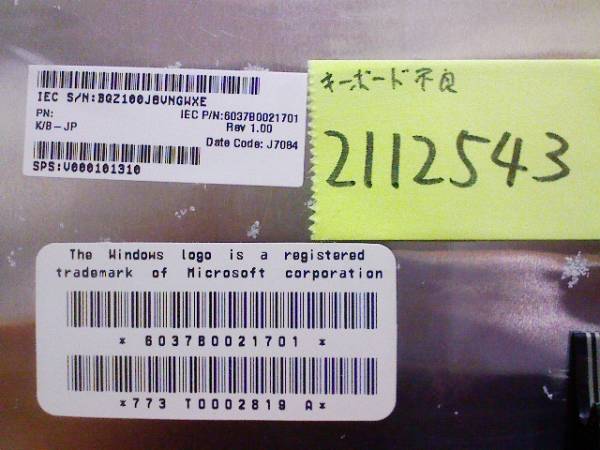 IEC S/N:BQZ100J8VNGWXE
PN: IEC P/N:6037B0021701
K/B-JP Rev 1.00
Date Code: J7084
SPS:V000101310
キーボード不良
2112543
The Windows logo is a registered
trademark of Microsoft corporation
* 6037B0021701 *
*773 T0002819 A*